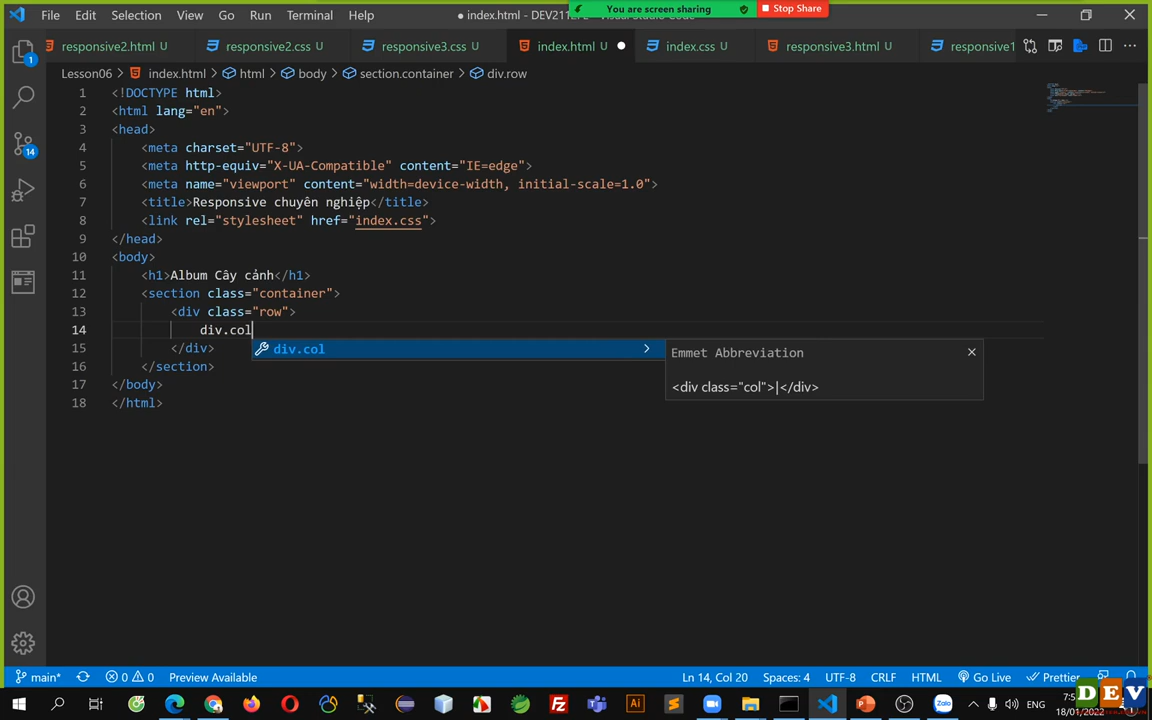 File Edit Selection View Go Run Terminal Help
● index.html - DEV211
You are screen sharing
Stop Share
responsive2.html U
responsive2.css U
responsive3.css U
index.html U ●
index.css U
responsive3.html U
responsive1
Lesson06 > index.html > html > body > section.container > div.row
1 <!DOCTYPE html>
2 <html lang="en">
3 <head>
4 <meta charset="UTF-8">
5 <meta http-equiv="X-UA-Compatible" content="IE=edge">
6 <meta name="viewport" content="width=device-width, initial-scale=1.0">
7 <title>Responsive chuyên nghiệp</title>
8 <link rel="stylesheet" href="index.css">
9 </head>
10 <body>
11 <h1>Album Cây cảnh</h1>
12 <section class="container">
13 <div class="row">
14 div.col
15 </div>
16 </section>
17 </body>
18 </html>
div.col
Emmet Abbreviation
<div class="col">|</div>
1
14
main* 0 0 Preview Available
Ln 14, Col 20 Spaces: 4 UTF-8 CRLF HTML Go Live Prettier
ENG
18/01/2022
Zalo
Ai
DEV